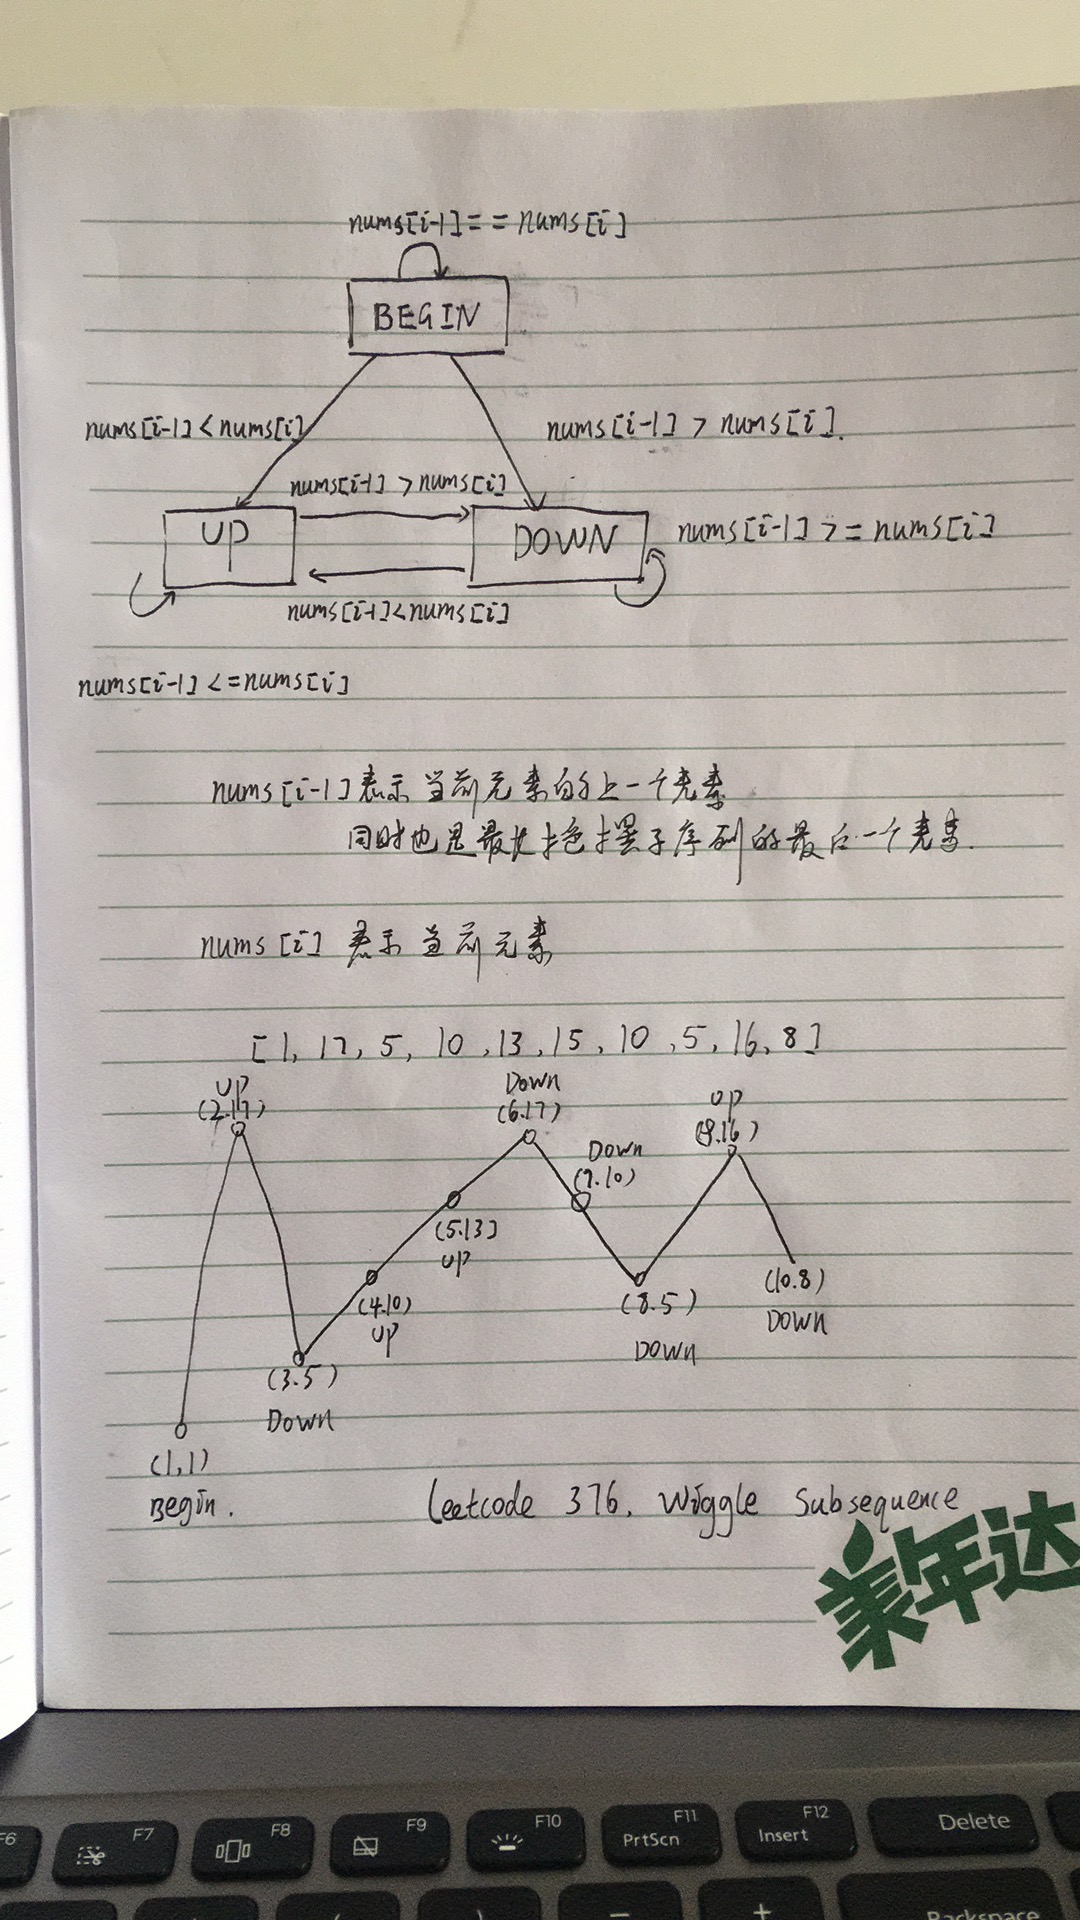 nums[i-1] == nums[i]
BEGIN
nums[i-1] < nums[i]
nums[i-1] > nums[i].
nums[i-1] > nums[i]
UP
DOWN
nums[i-1] >= nums[i]
nums[i-1] < nums[i]
nums[i-1] <= nums[i]
nums[i-1]表示当前元素的上一个元素
同时也是最长摇摆子序列的最后一个元素.
nums[i] 表示当前元素
[1, 17, 5, 10, 13, 15, 10, 5, 16, 8]
UP
(2.17)
Down
(6.17)
Down
(7.10)
UP
(9.16)
(5.13)
UP
(4.10)
UP
(3.5)
Down
(8.5)
DOWN
(10.8)
DOWN
(1,1)
Begin.
Leetcode 376. Wiggle Subsequence
美年达
F6
F7
F8
F9
F10
F11
PrtScn
F12
Insert
Delete
Backspace